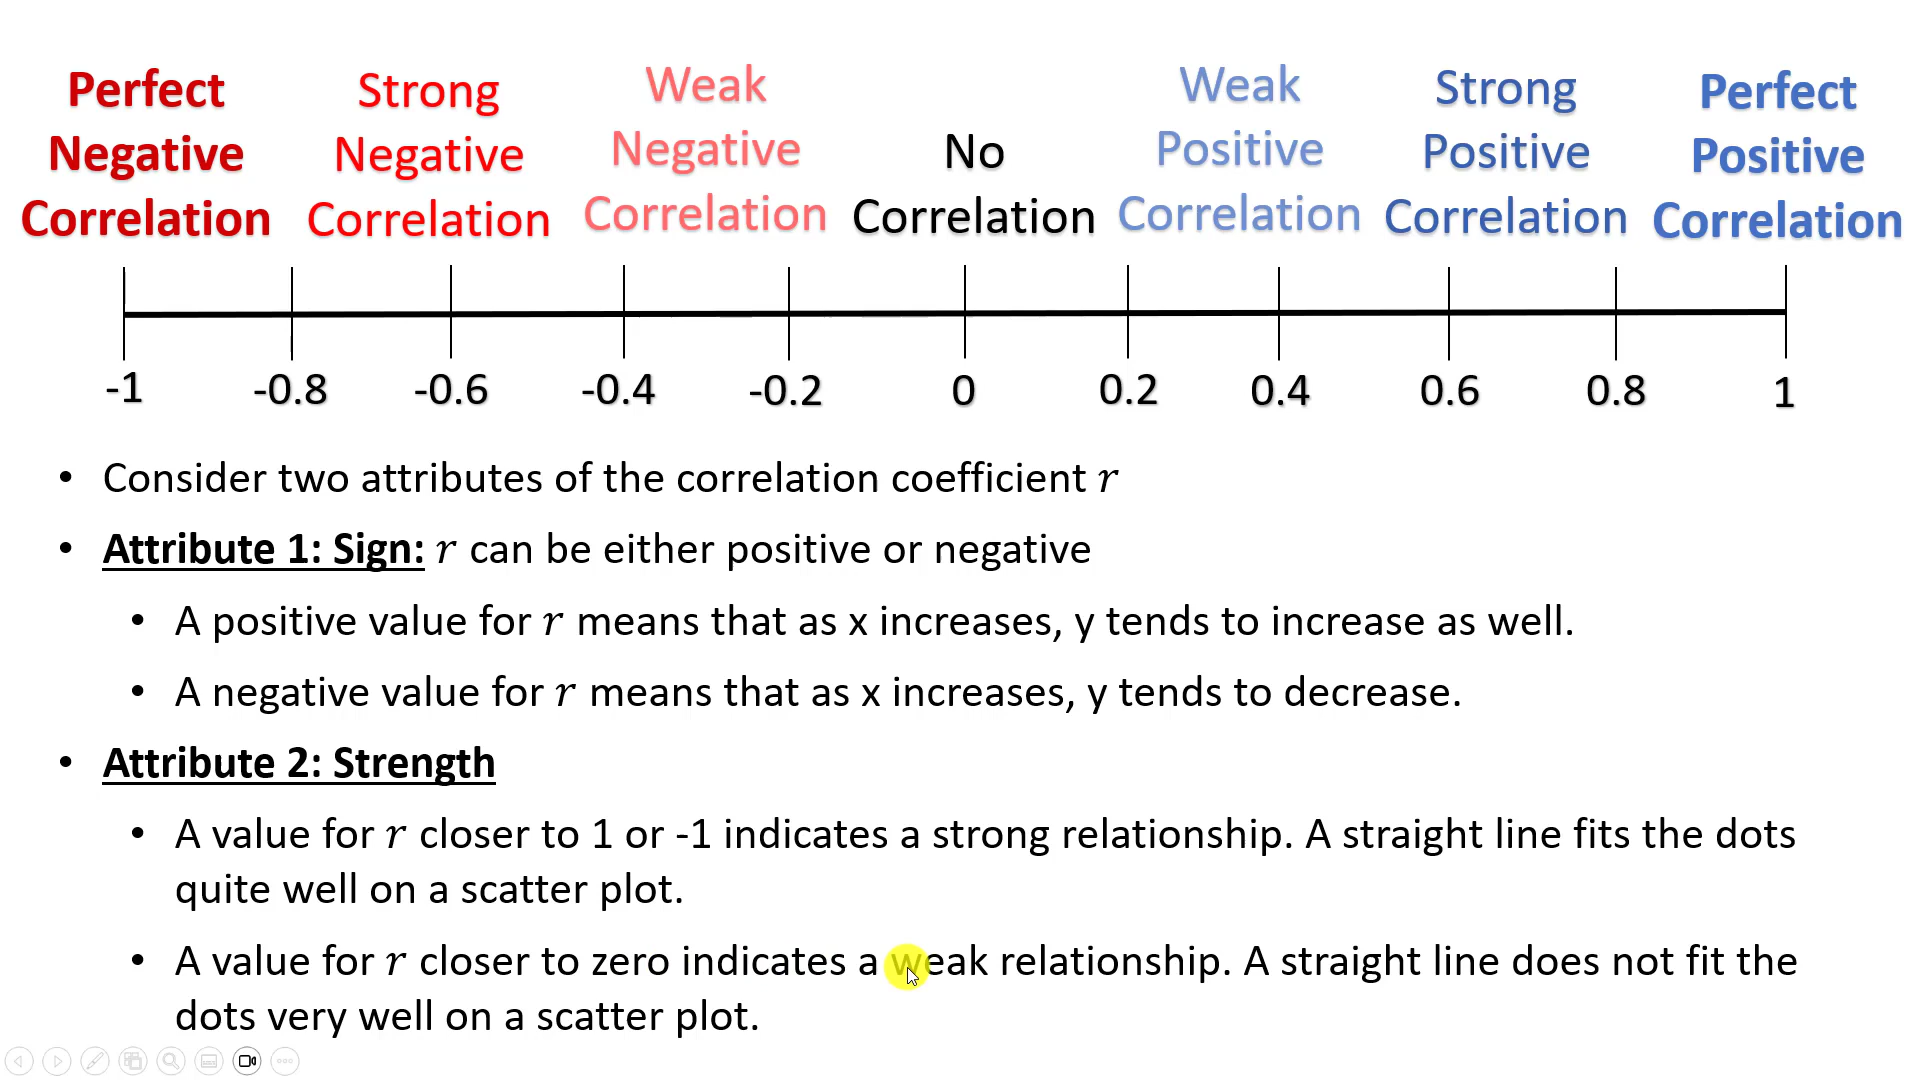 Perfect
Negative
Correlation
Strong
Negative
Correlation
Weak
Negative
Correlation
No
Correlation
Weak
Positive
Correlation
Strong
Positive
Correlation
Perfect
Positive
Correlation
-1 -0.8 -0.6 -0.4 -0.2 0 0.2 0.4 0.6 0.8 1
• Consider two attributes of the correlation coefficient r
• Attribute 1: Sign: r can be either positive or negative
• A positive value for r means that as x increases, y tends to increase as well.
• A negative value for r means that as x increases, y tends to decrease.
• Attribute 2: Strength
• A value for r closer to 1 or -1 indicates a strong relationship. A straight line fits the dots
quite well on a scatter plot.
• A value for r closer to zero indicates a weak relationship. A straight line does not fit the
dots very well on a scatter plot.